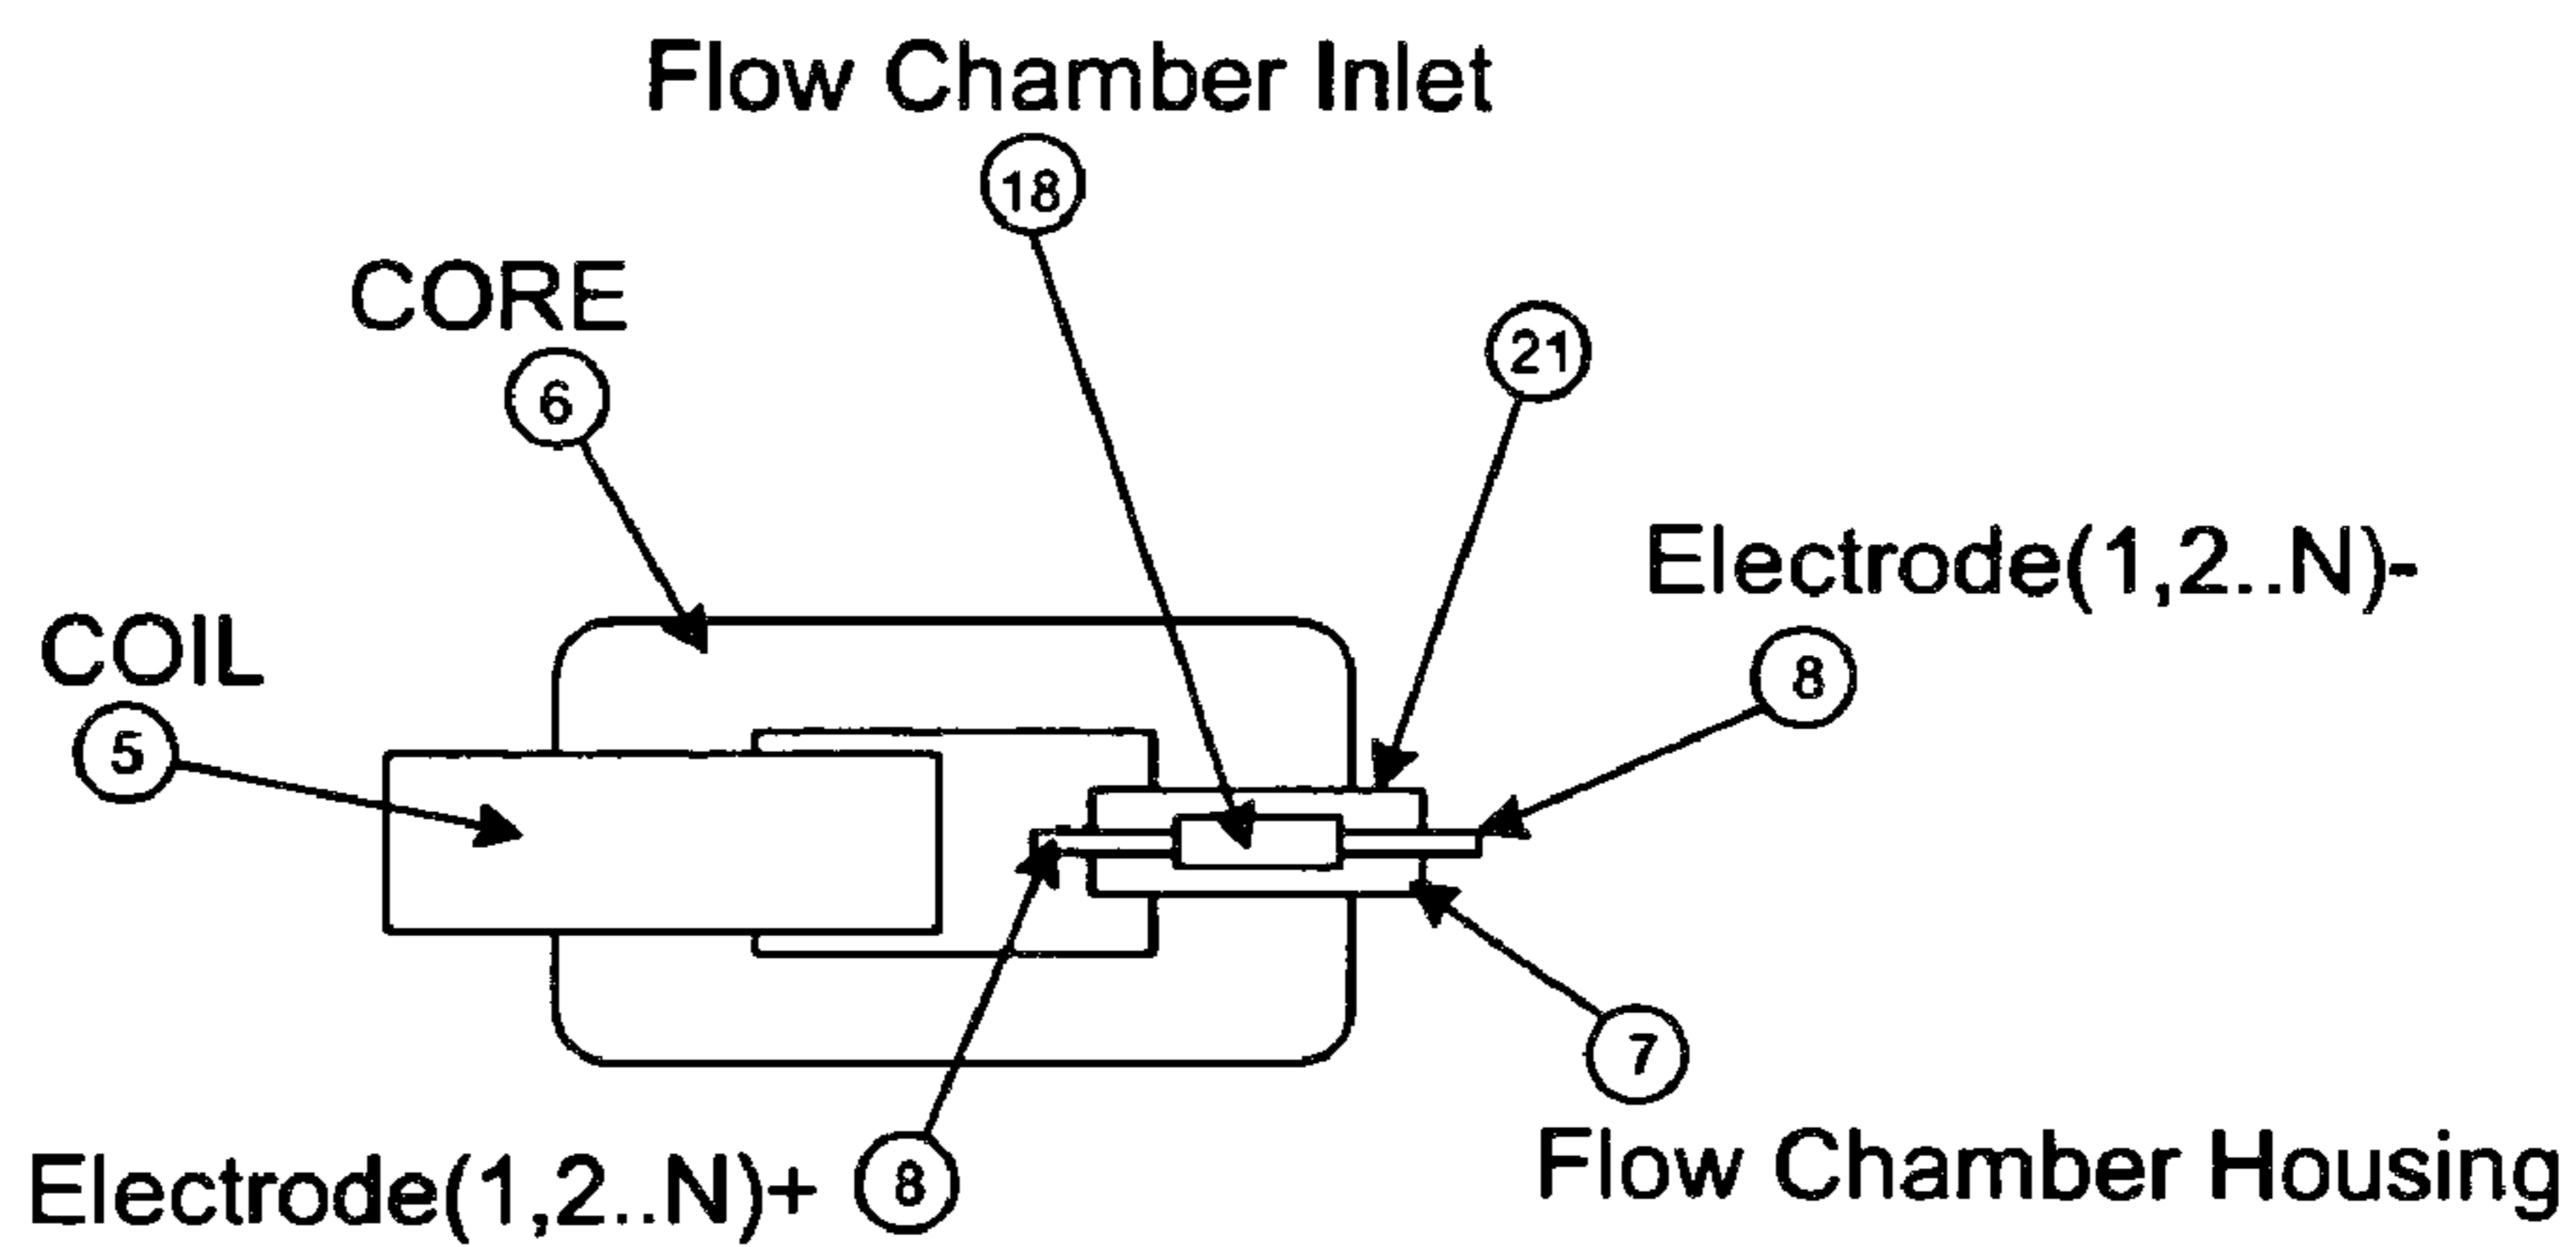 Flow Chamber Inlet
18
CORE
6
21
Electrode(1,2..N)-
8
COIL
5
7
Flow Chamber Housing
Electrode(1,2..N)+ 8